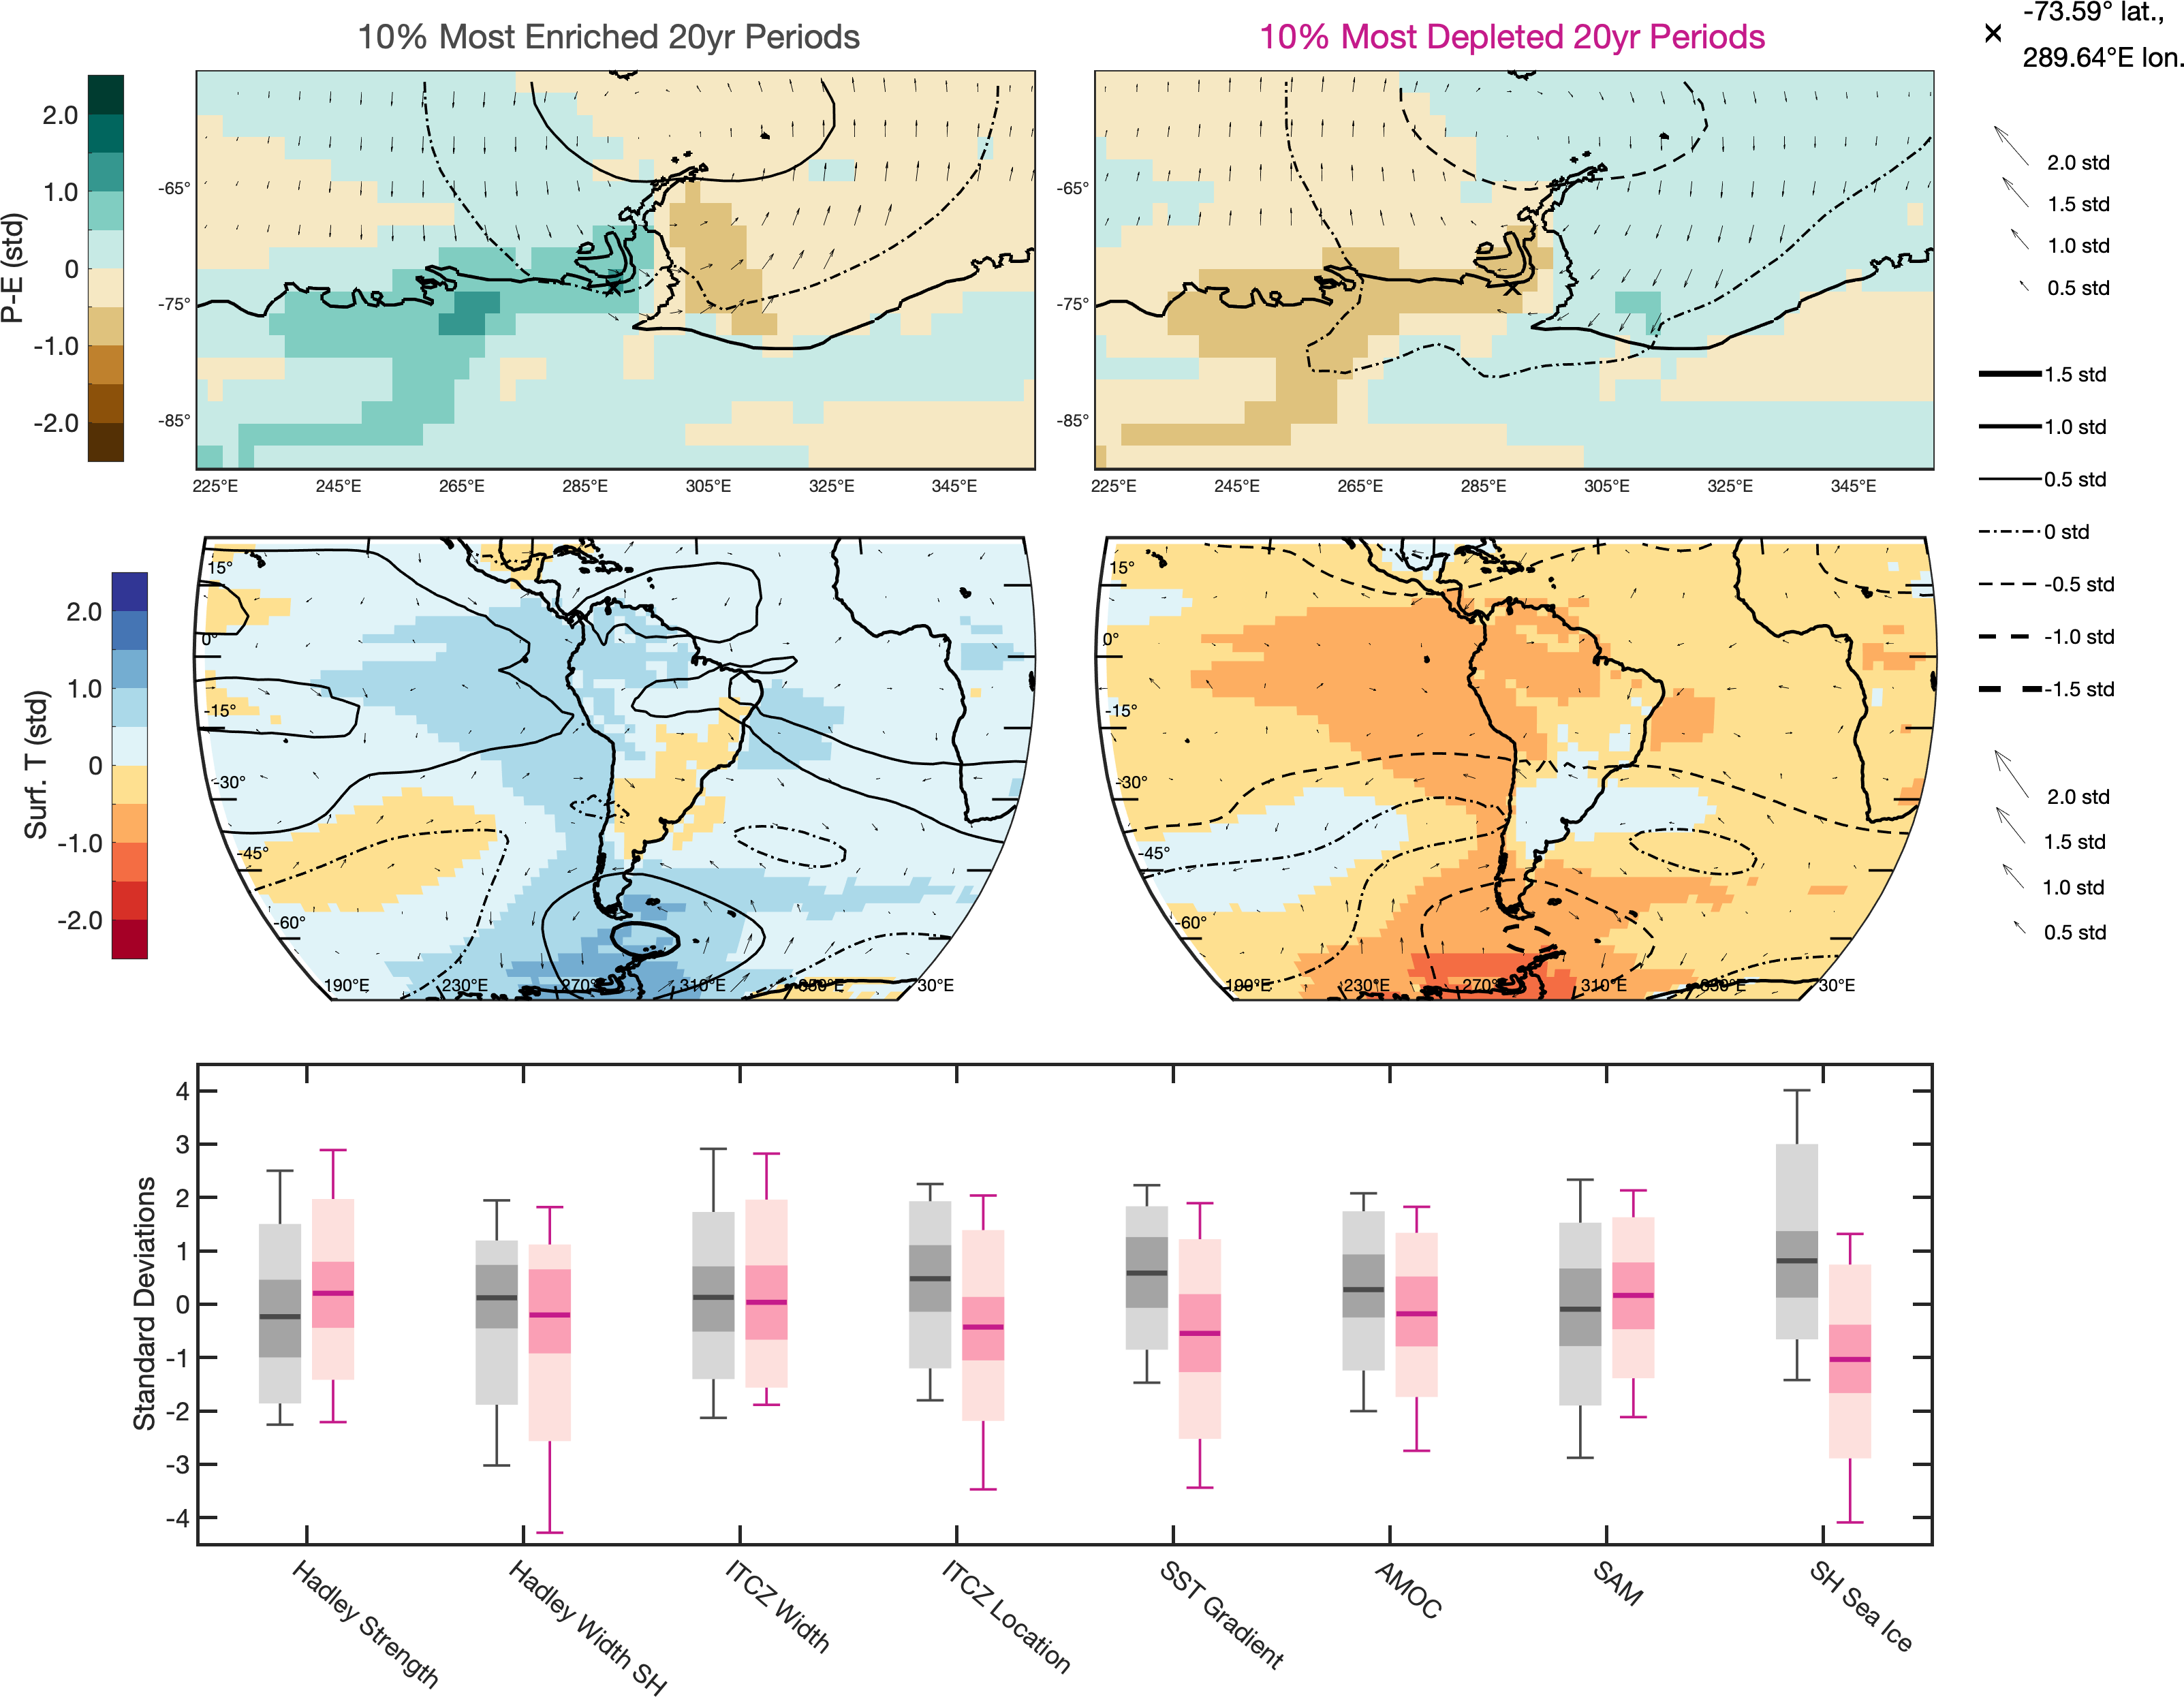 10% Most Enriched 20yr Periods
10% Most Depleted 20yr Periods
-73.59° lat.,
289.64°E lon.
P-E (std)
2.0
1.0
0
-1.0
-2.0
-65°
-75°
-85°
225°E
245°E
265°E
285°E
305°E
325°E
345°E
-65°
-75°
-85°
225°E
245°E
265°E
285°E
305°E
325°E
345°E
2.0 std
1.5 std
1.0 std
0.5 std
1.5 std
1.0 std
0.5 std
0 std
-0.5 std
-1.0 std
-1.5 std
Surf. T (std)
2.0
1.0
0
-1.0
-2.0
15°
0°
-15°
-30°
-45°
-60°
190°E
230°E
270°
310°E
350°E
30°E
15°
0°
-15°
-30°
-45°
-60°
190°E
230°E
270°
310°E
350°E
30°E
2.0 std
1.5 std
1.0 std
0.5 std
Standard Deviations
4
3
2
1
0
-1
-2
-3
-4
Hadley Strength
Hadley Width SH
ITCZ Width
ITCZ Location
SST Gradient
AMOC
SAM
SH Sea Ice